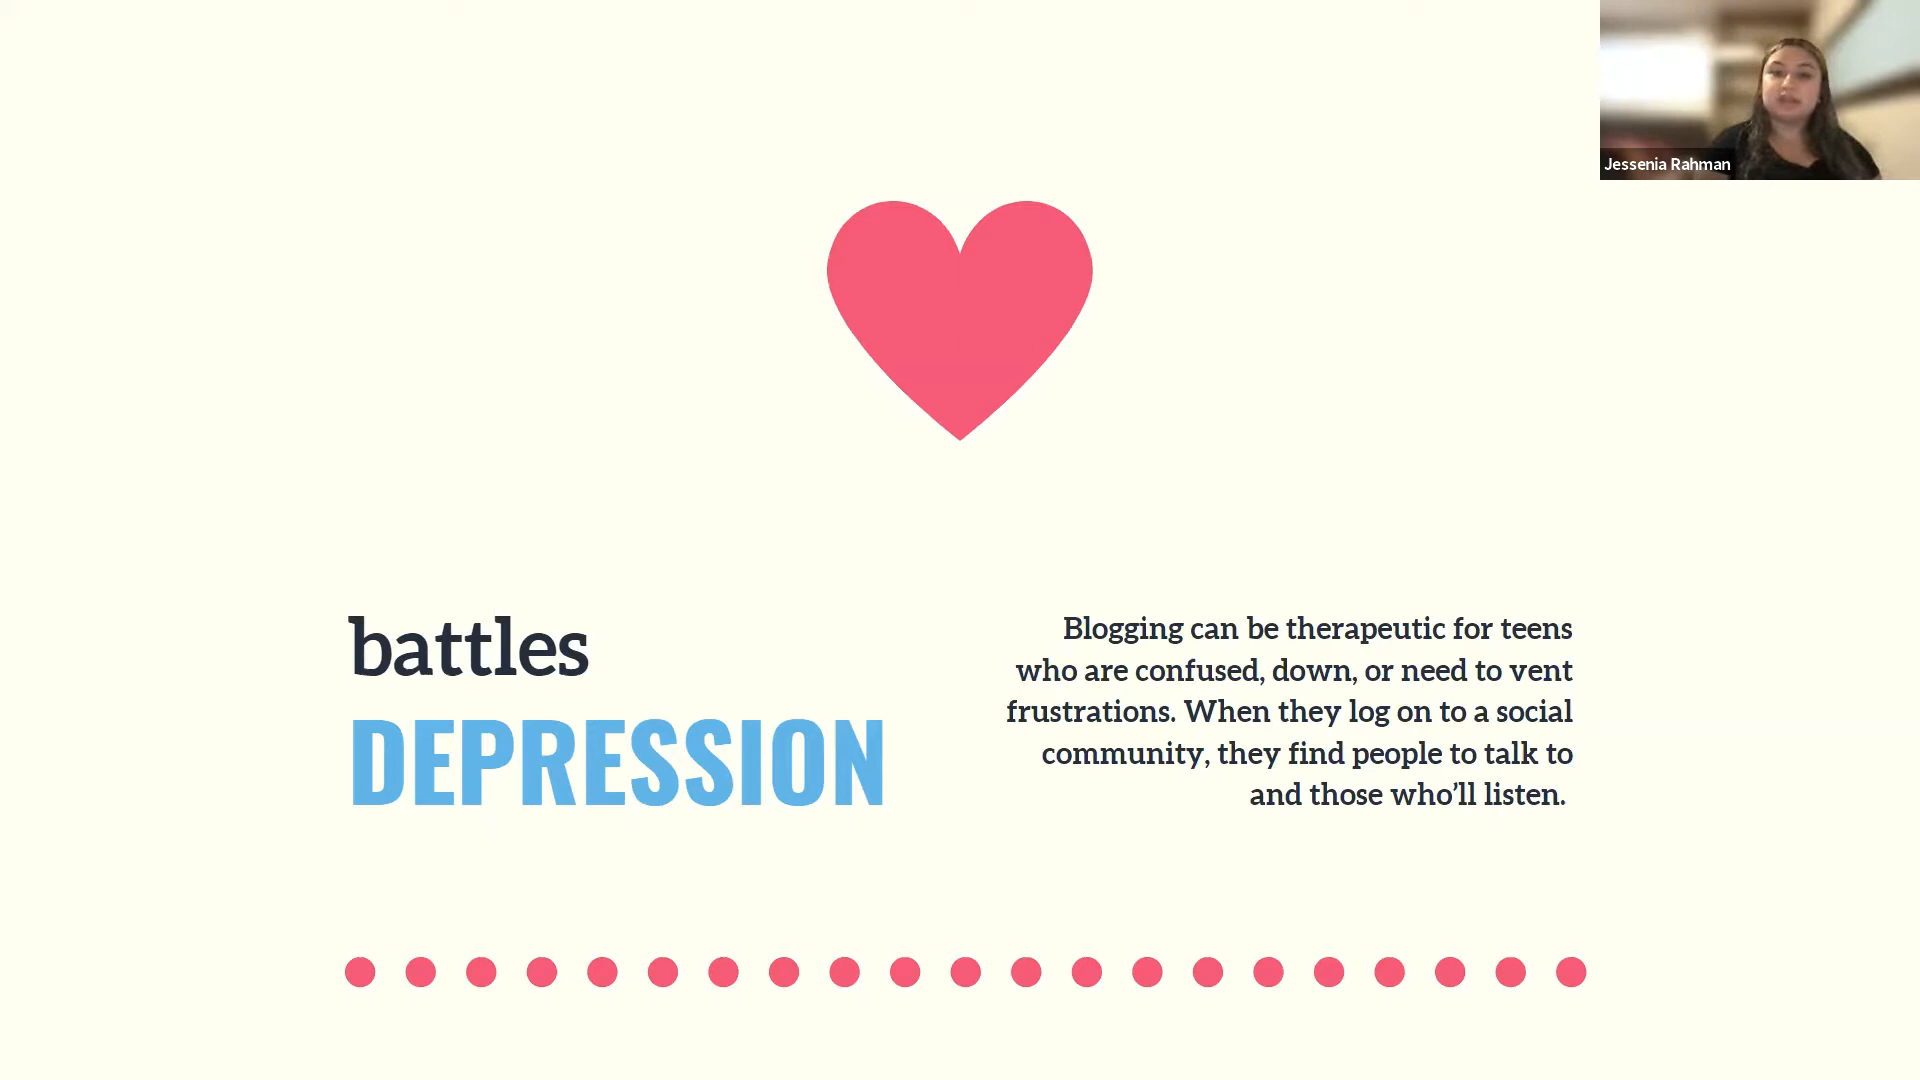 Jessenia Rahman
battles
DEPRESSION
Blogging can be therapeutic for teens
who are confused, down, or need to vent
frustrations. When they log on to a social
community, they find people to talk to
and those who’ll listen.